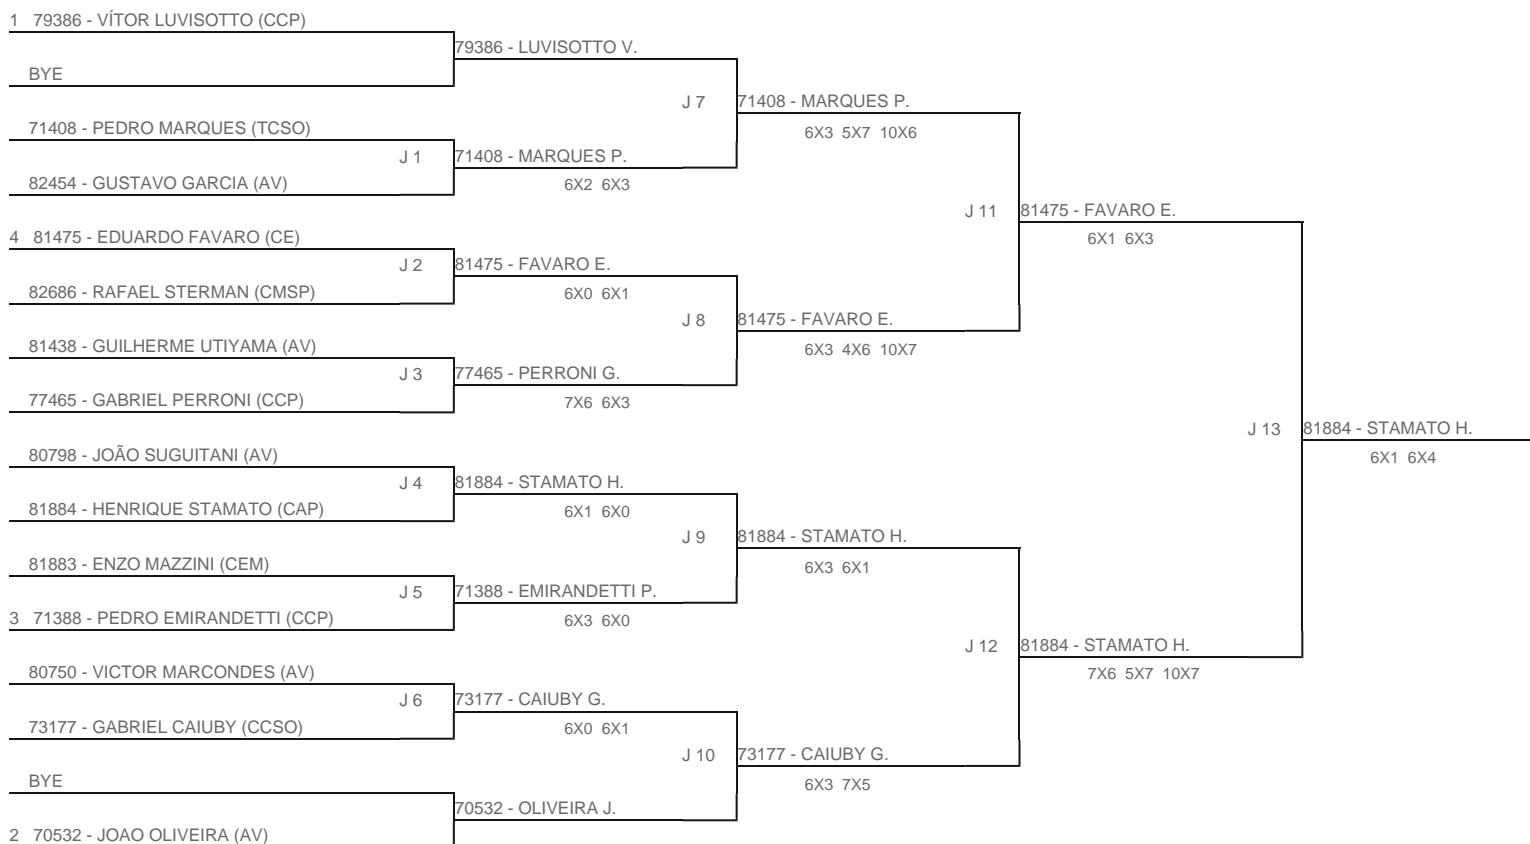 1 79386 - VÍTOR LUVISOTTO (CCP)
79386 - LUVISOTTO V.
BYE
J 7
71408 - MARQUES P.
6X3 5X7 10X6
71408 - PEDRO MARQUES (TCSO)
J 1
71408 - MARQUES P.
6X2 6X3
82454 - GUSTAVO GARCIA (AV)
J 11
81475 - FAVARO E.
6X1 6X3
4 81475 - EDUARDO FAVARO (CE)
J 2
81475 - FAVARO E.
6X0 6X1
82686 - RAFAEL STERMAN (CMSP)
J 8
81475 - FAVARO E.
6X3 4X6 10X7
81438 - GUILHERME UTIYAMA (AV)
J 3
77465 - PERRONI G.
7X6 6X3
77465 - GABRIEL PERRONI (CCP)
J 13
81884 - STAMATO H.
6X1 6X4
80798 - JOÃO SUGUITANI (AV)
J 4
81884 - STAMATO H.
6X1 6X0
81884 - HENRIQUE STAMATO (CAP)
J 9
81884 - STAMATO H.
6X3 6X1
81883 - ENZO MAZZINI (CEM)
J 5
71388 - EMIRANDETTI P.
6X3 6X0
3 71388 - PEDRO EMIRANDETTI (CCP)
J 12
81884 - STAMATO H.
7X6 5X7 10X7
80750 - VICTOR MARCONDES (AV)
J 6
73177 - CAIUBY G.
6X0 6X1
73177 - GABRIEL CAIUBY (CCSO)
J 10
73177 - CAIUBY G.
6X3 7X5
BYE
70532 - OLIVEIRA J.
2 70532 - JOAO OLIVEIRA (AV)